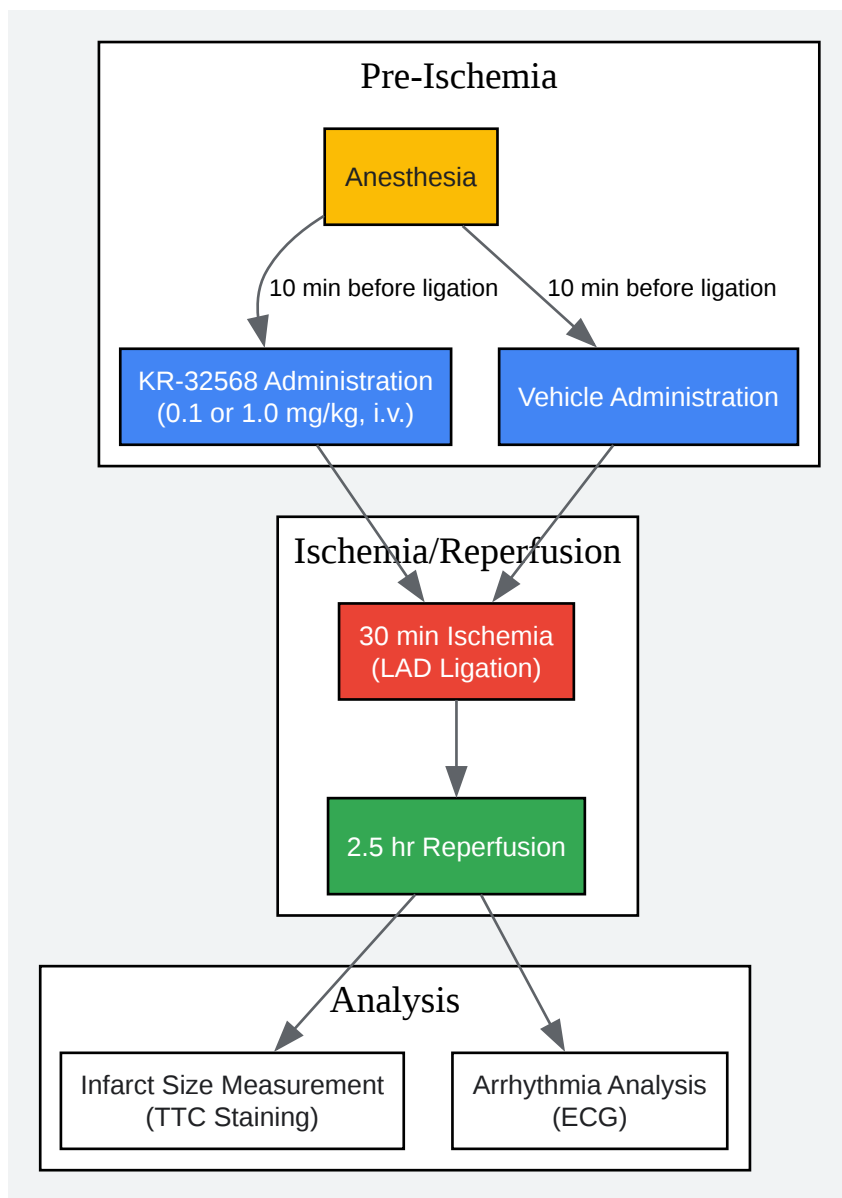 Pre-Ischemia
Anesthesia
10 min before ligation
10 min before ligation
KR-32568 Administration
(0.1 or 1.0 mg/kg, i.v.)
Vehicle Administration
Ischemia/Reperfusion
30 min Ischemia
(LAD Ligation)
2.5 hr Reperfusion
Analysis
Infarct Size Measurement
(TTC Staining)
Arrhythmia Analysis
(ECG)